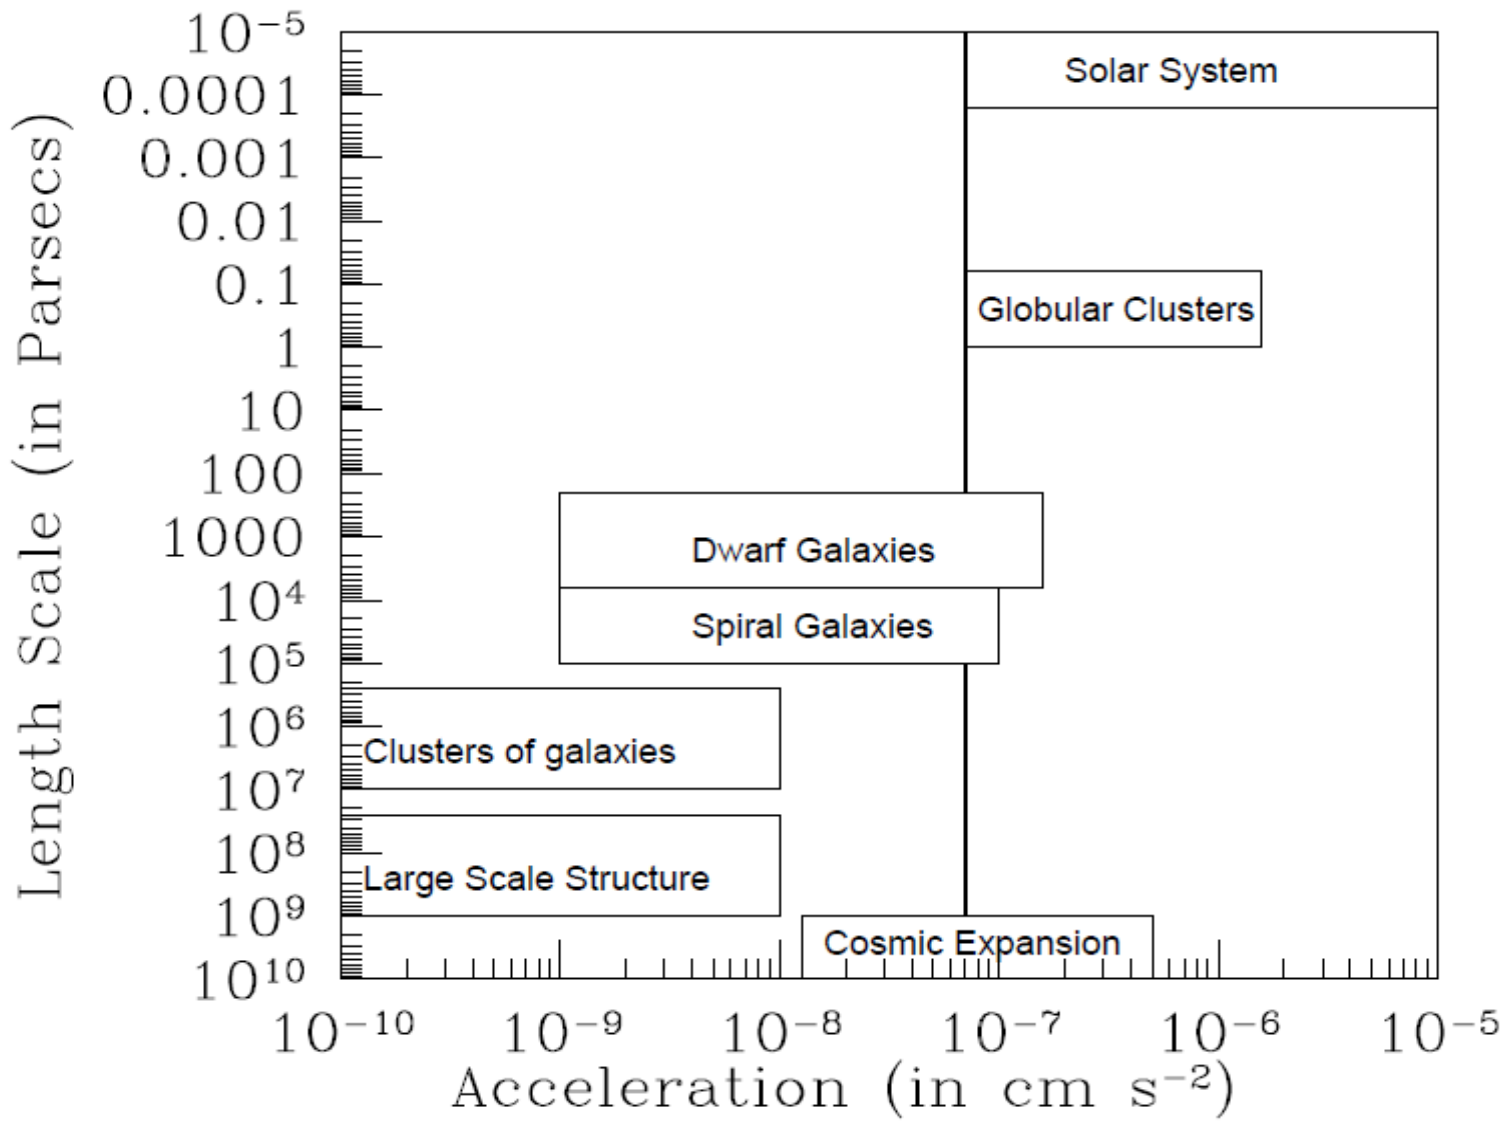 Length Scale (in Parsecs)
10⁻⁵
0.0001
0.001
0.01
0.1
1
10
100
1000
10⁴
10⁵
10⁶
10⁷
10⁸
10⁹
10¹⁰
Solar System
Globular Clusters
Dwarf Galaxies
Spiral Galaxies
Clusters of galaxies
Large Scale Structure
Cosmic Expansion
10⁻¹⁰ 10⁻⁹ 10⁻⁸ 10⁻⁷ 10⁻⁶ 10⁻⁵
Acceleration (in cm s⁻²)